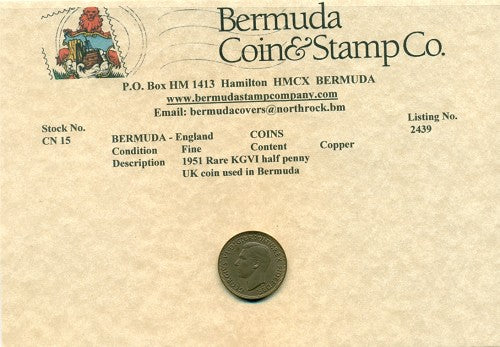 Bermuda
Coin&Stamp Co.
P.O. Box HM 1413 Hamilton HMCX BERMUDA
www.bermudastampcompany.com
Email: bermudacovers@northrock.bm
Stock No. Listing No.
CN 15 2439
BERMUDA - England COINS
Condition Fine Content Copper
Description 1951 Rare KGVI half penny
UK coin used in Bermuda